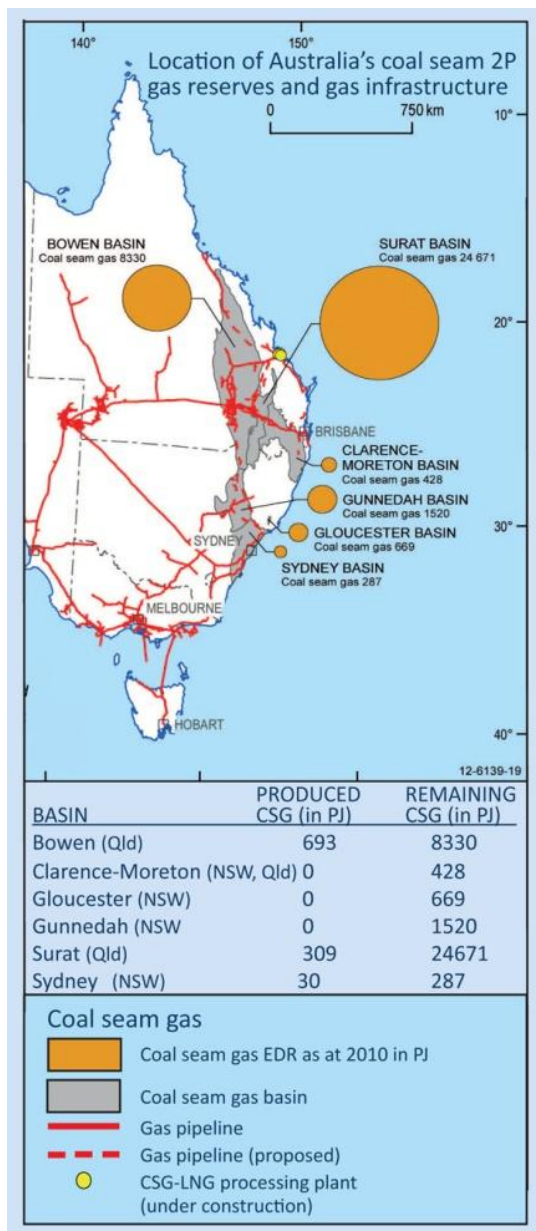 140°
150°
Location of Australia's coal seam 2P
gas reserves and gas infrastructure
0
750 km
10°
BOWEN BASIN
Coal seam gas 8330
SURAT BASIN
Coal seam gas 24 671
20°
BRISBANE
CLARENCE-
MORETON BASIN
Coal seam gas 428
GUNNEDAH BASIN
Coal seam gas 1520
30°
GLOUCESTER BASIN
Coal seam gas 669
SYDNEY
SYDNEY BASIN
Coal seam gas 287
MELBOURNE
HOBART
40°
12-6139-19
BASIN PRODUCED CSG (in PJ) REMAINING CSG (in PJ)
Bowen (Qld) 693 8330
Clarence-Moreton (NSW, Qld) 0 428
Gloucester (NSW) 0 669
Gunnedah (NSW 0 1520
Surat (Qld) 309 24671
Sydney (NSW) 30 287
Coal seam gas
Coal seam gas EDR as at 2010 in PJ
Coal seam gas basin
Gas pipeline
Gas pipeline (proposed)
CSG-LNG processing plant
(under construction)